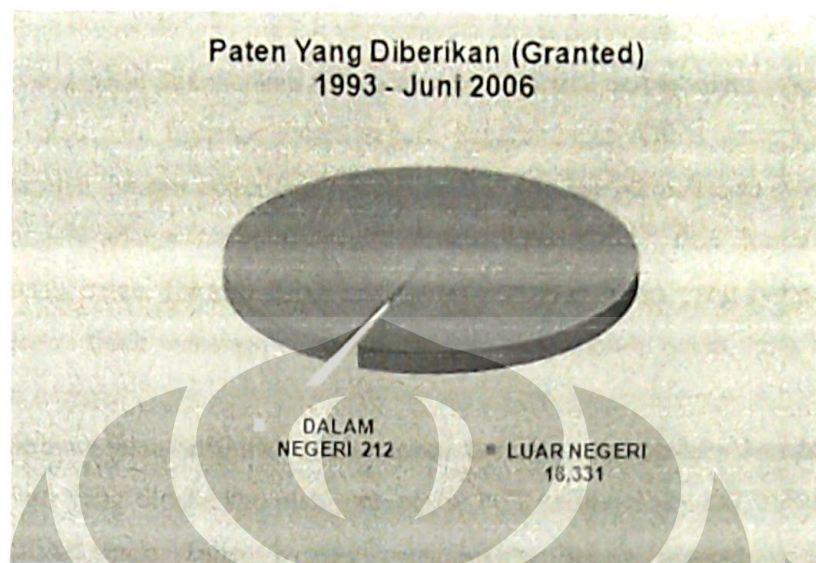 Paten Yang Diberikan (Granted)
1993 - Juni 2006
DALAM
NEGERI 212
LUAR NEGERI
18,331